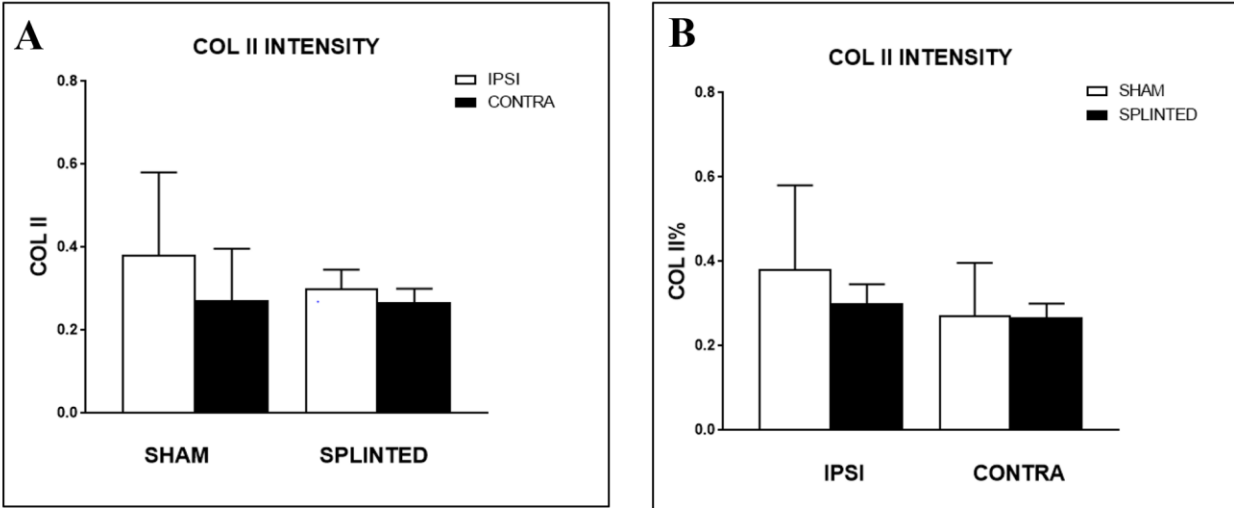 A
COL II INTENSITY
IPSI
CONTRA
0.8
0.6
0.4
0.2
0.0
COL II
SHAM SPLINTED
B
COL II INTENSITY
SHAM
SPLINTED
0.8
0.6
0.4
0.2
0.0
COL II%
IPSI CONTRA